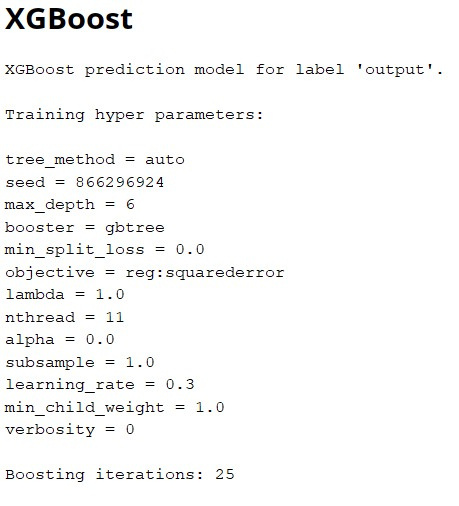 XGBoost
XGBoost prediction model for label 'output'.
Training hyper parameters:
tree_method = auto
seed = 866296924
max_depth = 6
booster = gbtree
min_split_loss = 0.0
objective = reg:squarederror
lambda = 1.0
nthread = 11
alpha = 0.0
subsample = 1.0
learning_rate = 0.3
min_child_weight = 1.0
verbosity = 0
Boosting iterations: 25